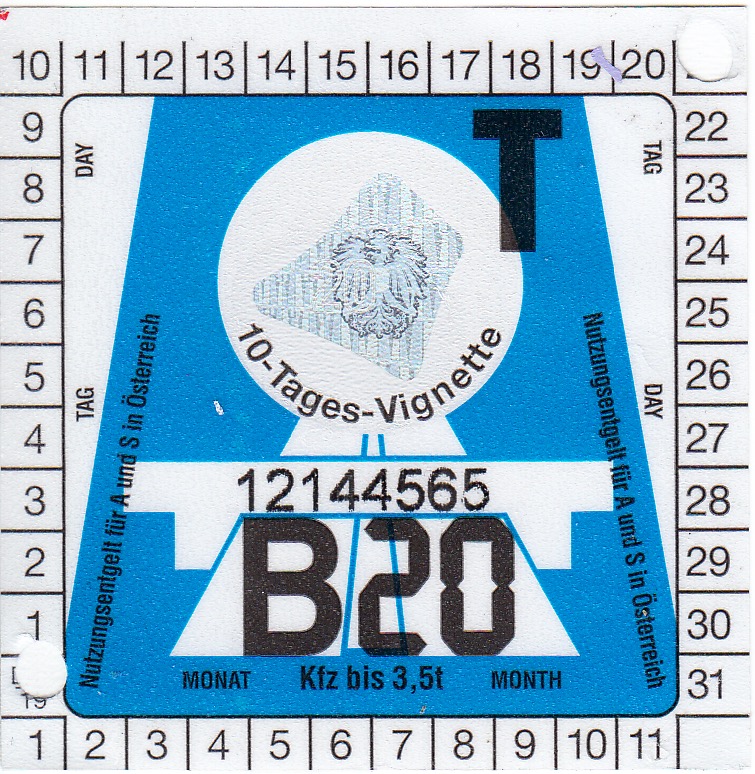 10 11 12 13 14 15 16 17 18 19 20
9 22
8 23
7 24
6 25
5 26
4 27
3 28
2 29
1 30
31
19
1 2 3 4 5 6 7 8 9 10 11
DAY
TAG
TAG
DAY
T
10-Tages-Vignette
Nutzungsentgelt für A und S in Österreich
Nutzungsentgelt für A und S in Österreich
12144565
B20
MONAT Kfz bis 3,5t MONTH